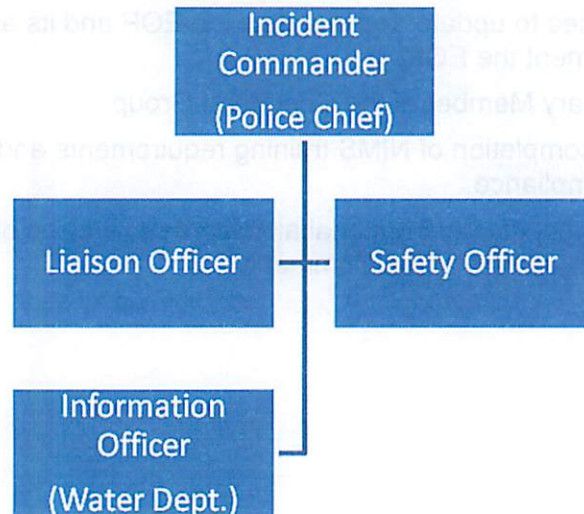 Incident
Commander
(Police Chief)
Liaison Officer
Safety Officer
Information
Officer
(Water Dept.)